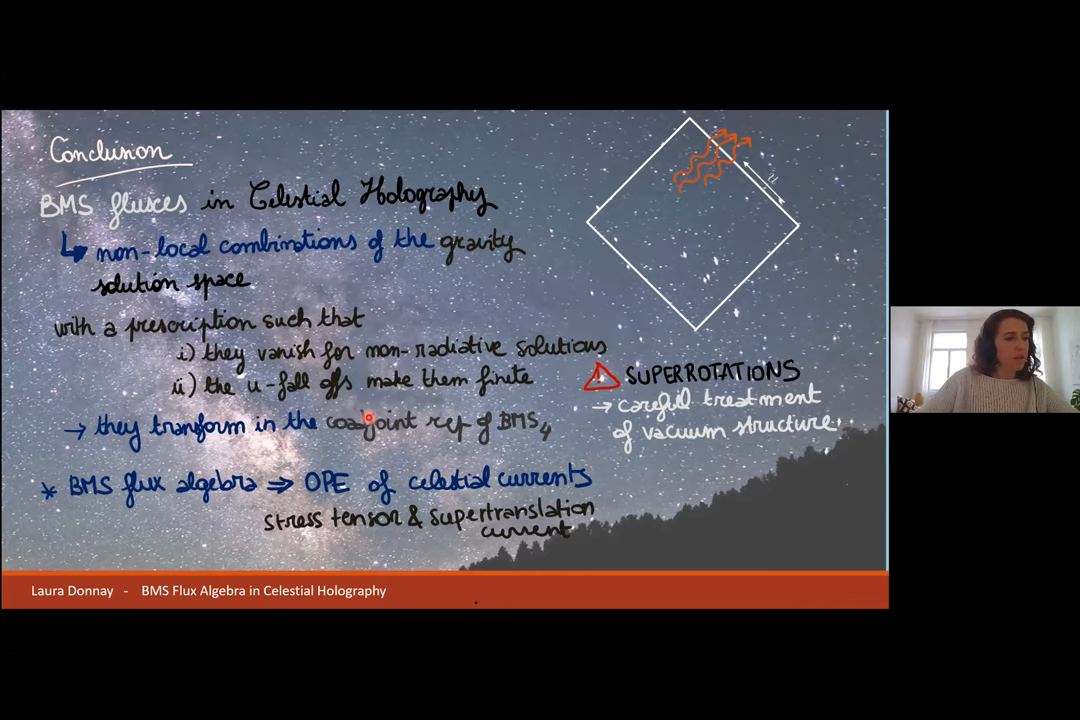 Conclusion
BMS fluxes in Celestial Holography
↳ non-local combinations of the gravity
solution space
with a prescription such that
i) they vanish for non-radiative solutions
ii) the u-fall offs make them finite
→ they transform in the coadjoint rep of BMS4
* BMS flux algebra ⇒ OPE of celestial currents
stress tensor & supertranslation
current
u
! SUPERROTATIONS
→ careful treatment
of vacuum structure
Laura Donnay - BMS Flux Algebra in Celestial Holography